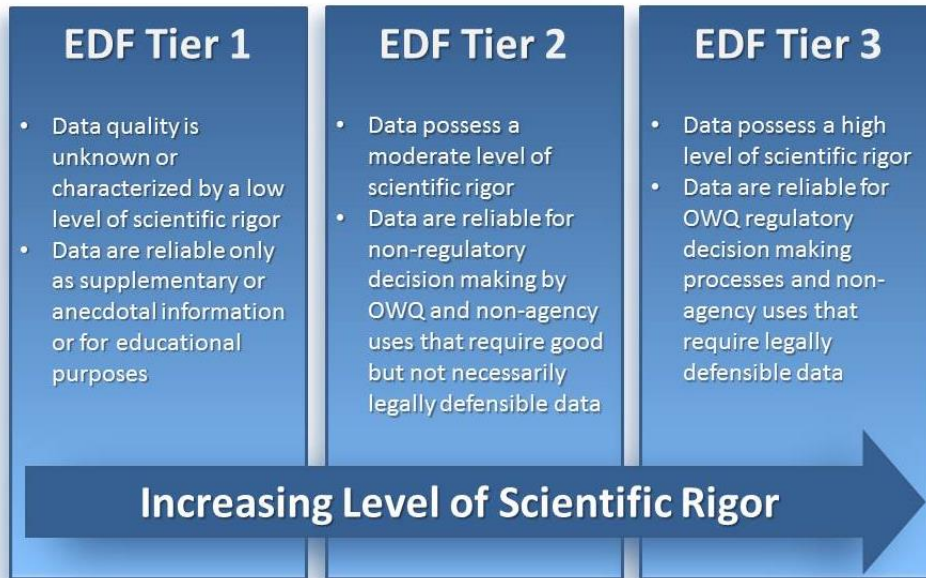 EDF Tier 1
• Data quality is
unknown or
characterized by a low
level of scientific rigor
• Data are reliable only
as supplementary or
anecdotal information
or for educational
purposes
EDF Tier 2
• Data possess a
moderate level of
scientific rigor
• Data are reliable for
non-regulatory
decision making by
OWQ and non-agency
uses that require good
but not necessarily
legally defensible data
EDF Tier 3
• Data possess a high
level of scientific rigor
• Data are reliable for
OWQ regulatory
decision making
processes and non-
agency uses that
require legally
defensible data
Increasing Level of Scientific Rigor